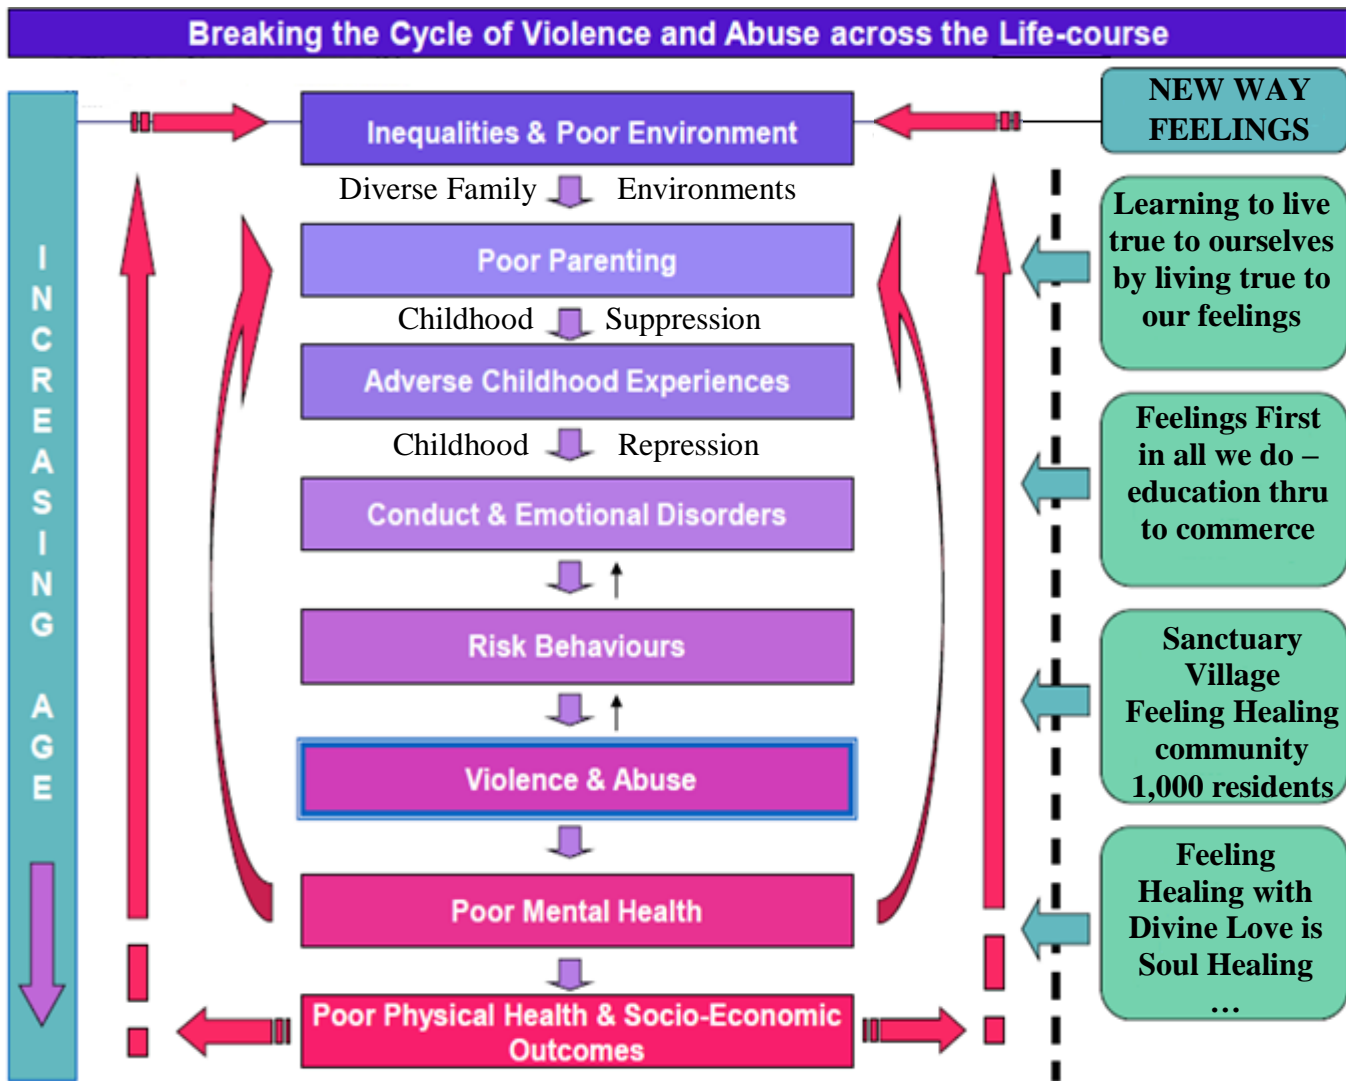 Breaking the Cycle of Violence and Abuse across the Life-course
INCREASING AGE
Inequalities & Poor Environment
Diverse Family Environments
Poor Parenting
Childhood Suppression
Adverse Childhood Experiences
Childhood Repression
Conduct & Emotional Disorders
Risk Behaviours
Violence & Abuse
Poor Mental Health
Poor Physical Health & Socio-Economic
Outcomes
NEW WAY
FEELINGS
Learning to live
true to ourselves
by living true to
our feelings
Feelings First
in all we do –
education thru
to commerce
Sanctuary
Village
Feeling Healing
community
1,000 residents
Feeling
Healing with
Divine Love is
Soul Healing
…